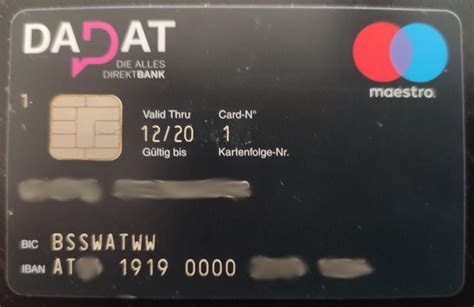 DADAT
DIE ALLES
DIREKTBANK
maestro
1
Valid Thru Card-N°
12/20 1
Gültig bis Kartenfolge-Nr.
BIC BSSWATWW
IBAN AT 1919 0000